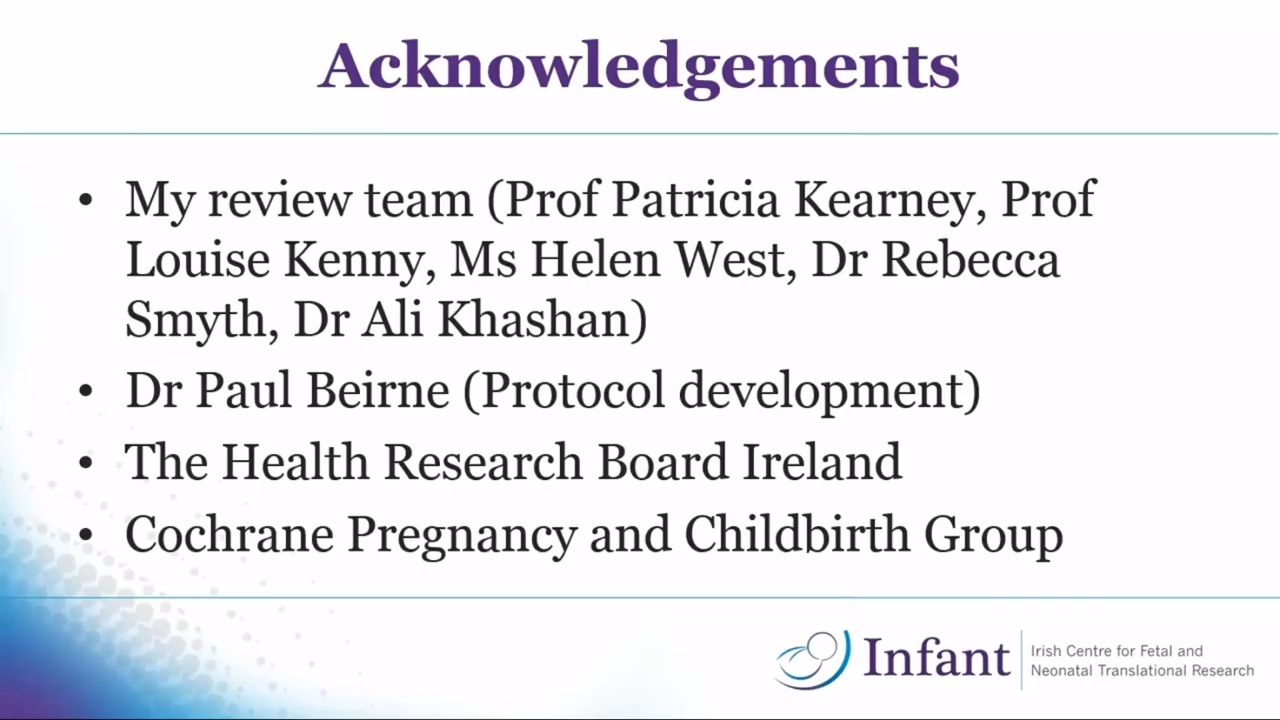 Acknowledgements
• My review team (Prof Patricia Kearney, Prof
Louise Kenny, Ms Helen West, Dr Rebecca
Smyth, Dr Ali Khashan)
• Dr Paul Beirne (Protocol development)
• The Health Research Board Ireland
• Cochrane Pregnancy and Childbirth Group
Infant
Irish Centre for Fetal and
Neonatal Translational Research